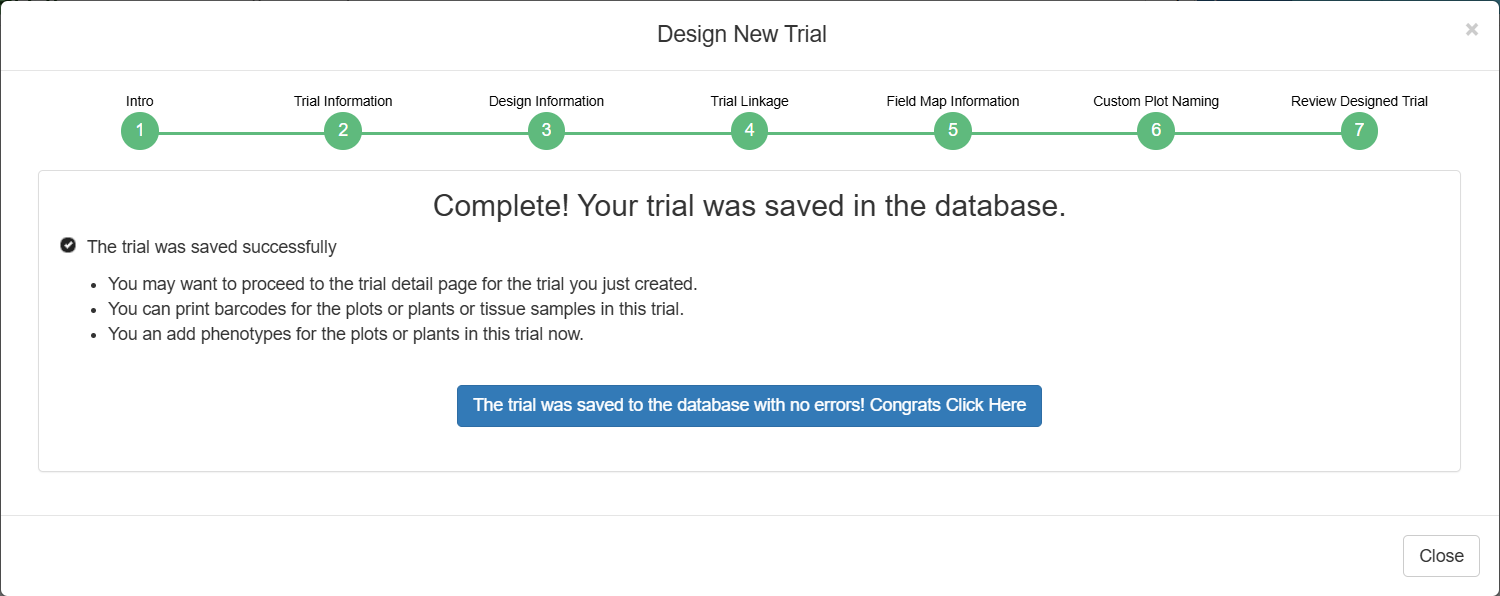 Design New Trial
×
Intro
Trial Information
Design Information
Trial Linkage
Field Map Information
Custom Plot Naming
Review Designed Trial
1
2
3
4
5
6
7
Complete! Your trial was saved in the database.
The trial was saved successfully
• You may want to proceed to the trial detail page for the trial you just created.
• You can print barcodes for the plots or plants or tissue samples in this trial.
• You an add phenotypes for the plots or plants in this trial now.
The trial was saved to the database with no errors! Congrats Click Here
Close